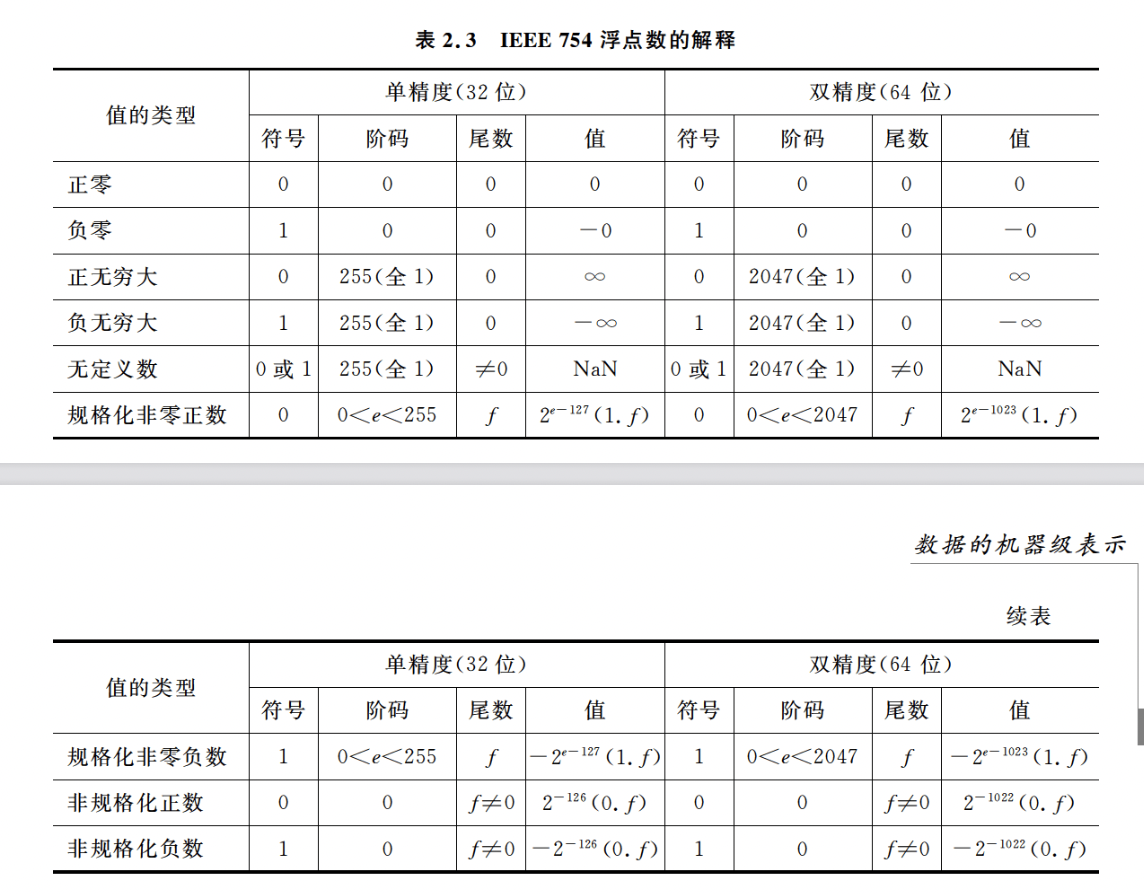 表 2.3 IEEE 754 浮点数的解释
值的类型 单精度(32 位) 双精度(64 位)
符号 阶码 尾数 值 符号 阶码 尾数 值
正零 0 0 0 0 0 0 0 0
负零 1 0 0 －0 1 0 0 －0
正无穷大 0 255(全 1) 0 ∞ 0 2047(全 1) 0 ∞
负无穷大 1 255(全 1) 0 －∞ 1 2047(全 1) 0 －∞
无定义数 0 或 1 255(全 1) ≠0 NaN 0 或 1 2047(全 1) ≠0 NaN
规格化非零正数 0 0<e<255 f 2^{e－127}(1.f) 0 0<e<2047 f 2^{e－1023}(1.f)
数据的机器级表示
续表
值的类型 单精度(32 位) 双精度(64 位)
符号 阶码 尾数 值 符号 阶码 尾数 值
规格化非零负数 1 0<e<255 f －2^{e－127}(1.f) 1 0<e<2047 f －2^{e－1023}(1.f)
非规格化正数 0 0 f≠0 2^{－126}(0.f) 0 0 f≠0 2^{－1022}(0.f)
非规格化负数 1 0 f≠0 －2^{－126}(0.f) 1 0 f≠0 －2^{－1022}(0.f)